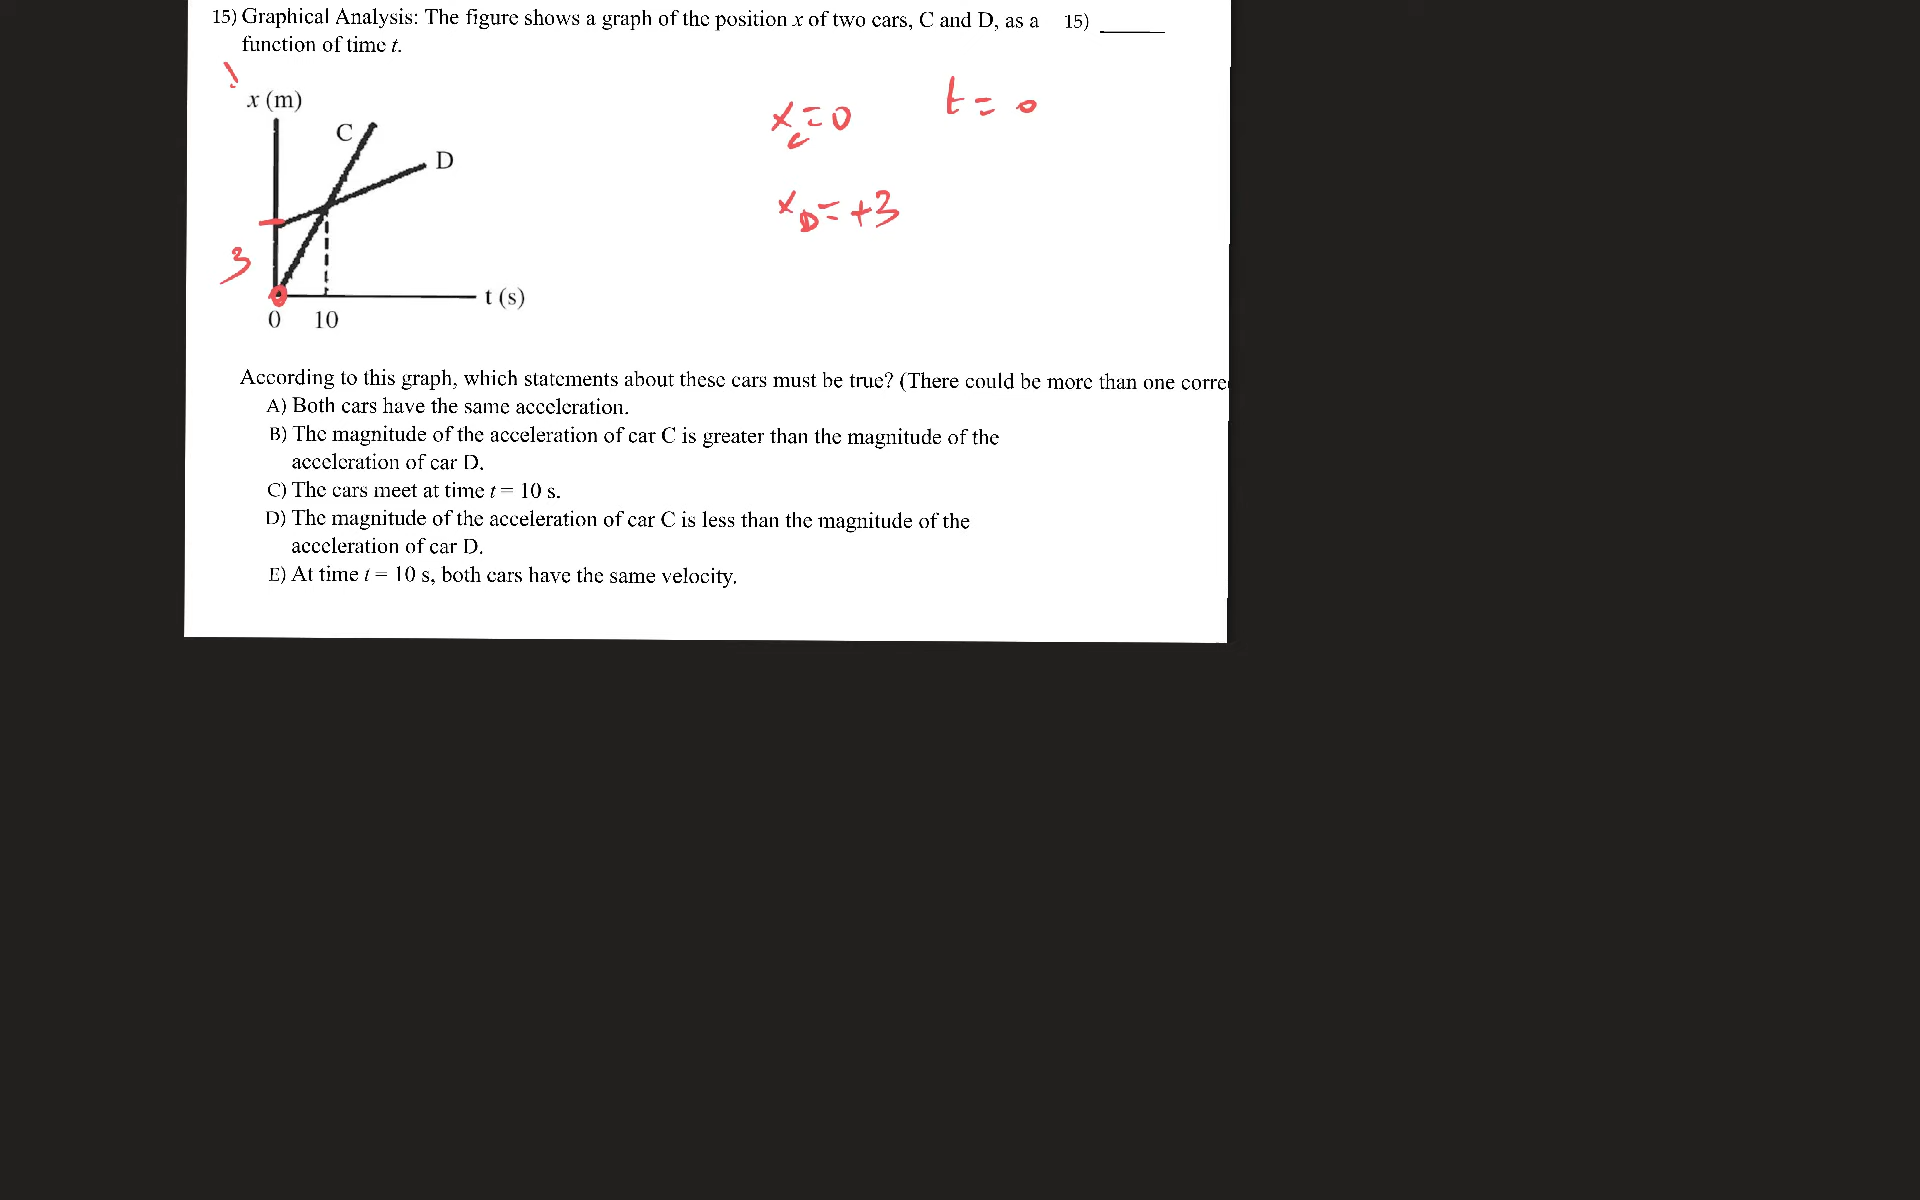 15) Graphical Analysis: The figure shows a graph of the position x of two cars, C and D, as a 15) ______
function of time t.
!
x (m)
x_c = 0 t = 0
C
D
x_D = +3
3
t (s)
0 10
According to this graph, which statements about these cars must be true? (There could be more than one corre
A) Both cars have the same acceleration.
B) The magnitude of the acceleration of car C is greater than the magnitude of the
acceleration of car D.
C) The cars meet at time t = 10 s.
D) The magnitude of the acceleration of car C is less than the magnitude of the
acceleration of car D.
E) At time t = 10 s, both cars have the same velocity.